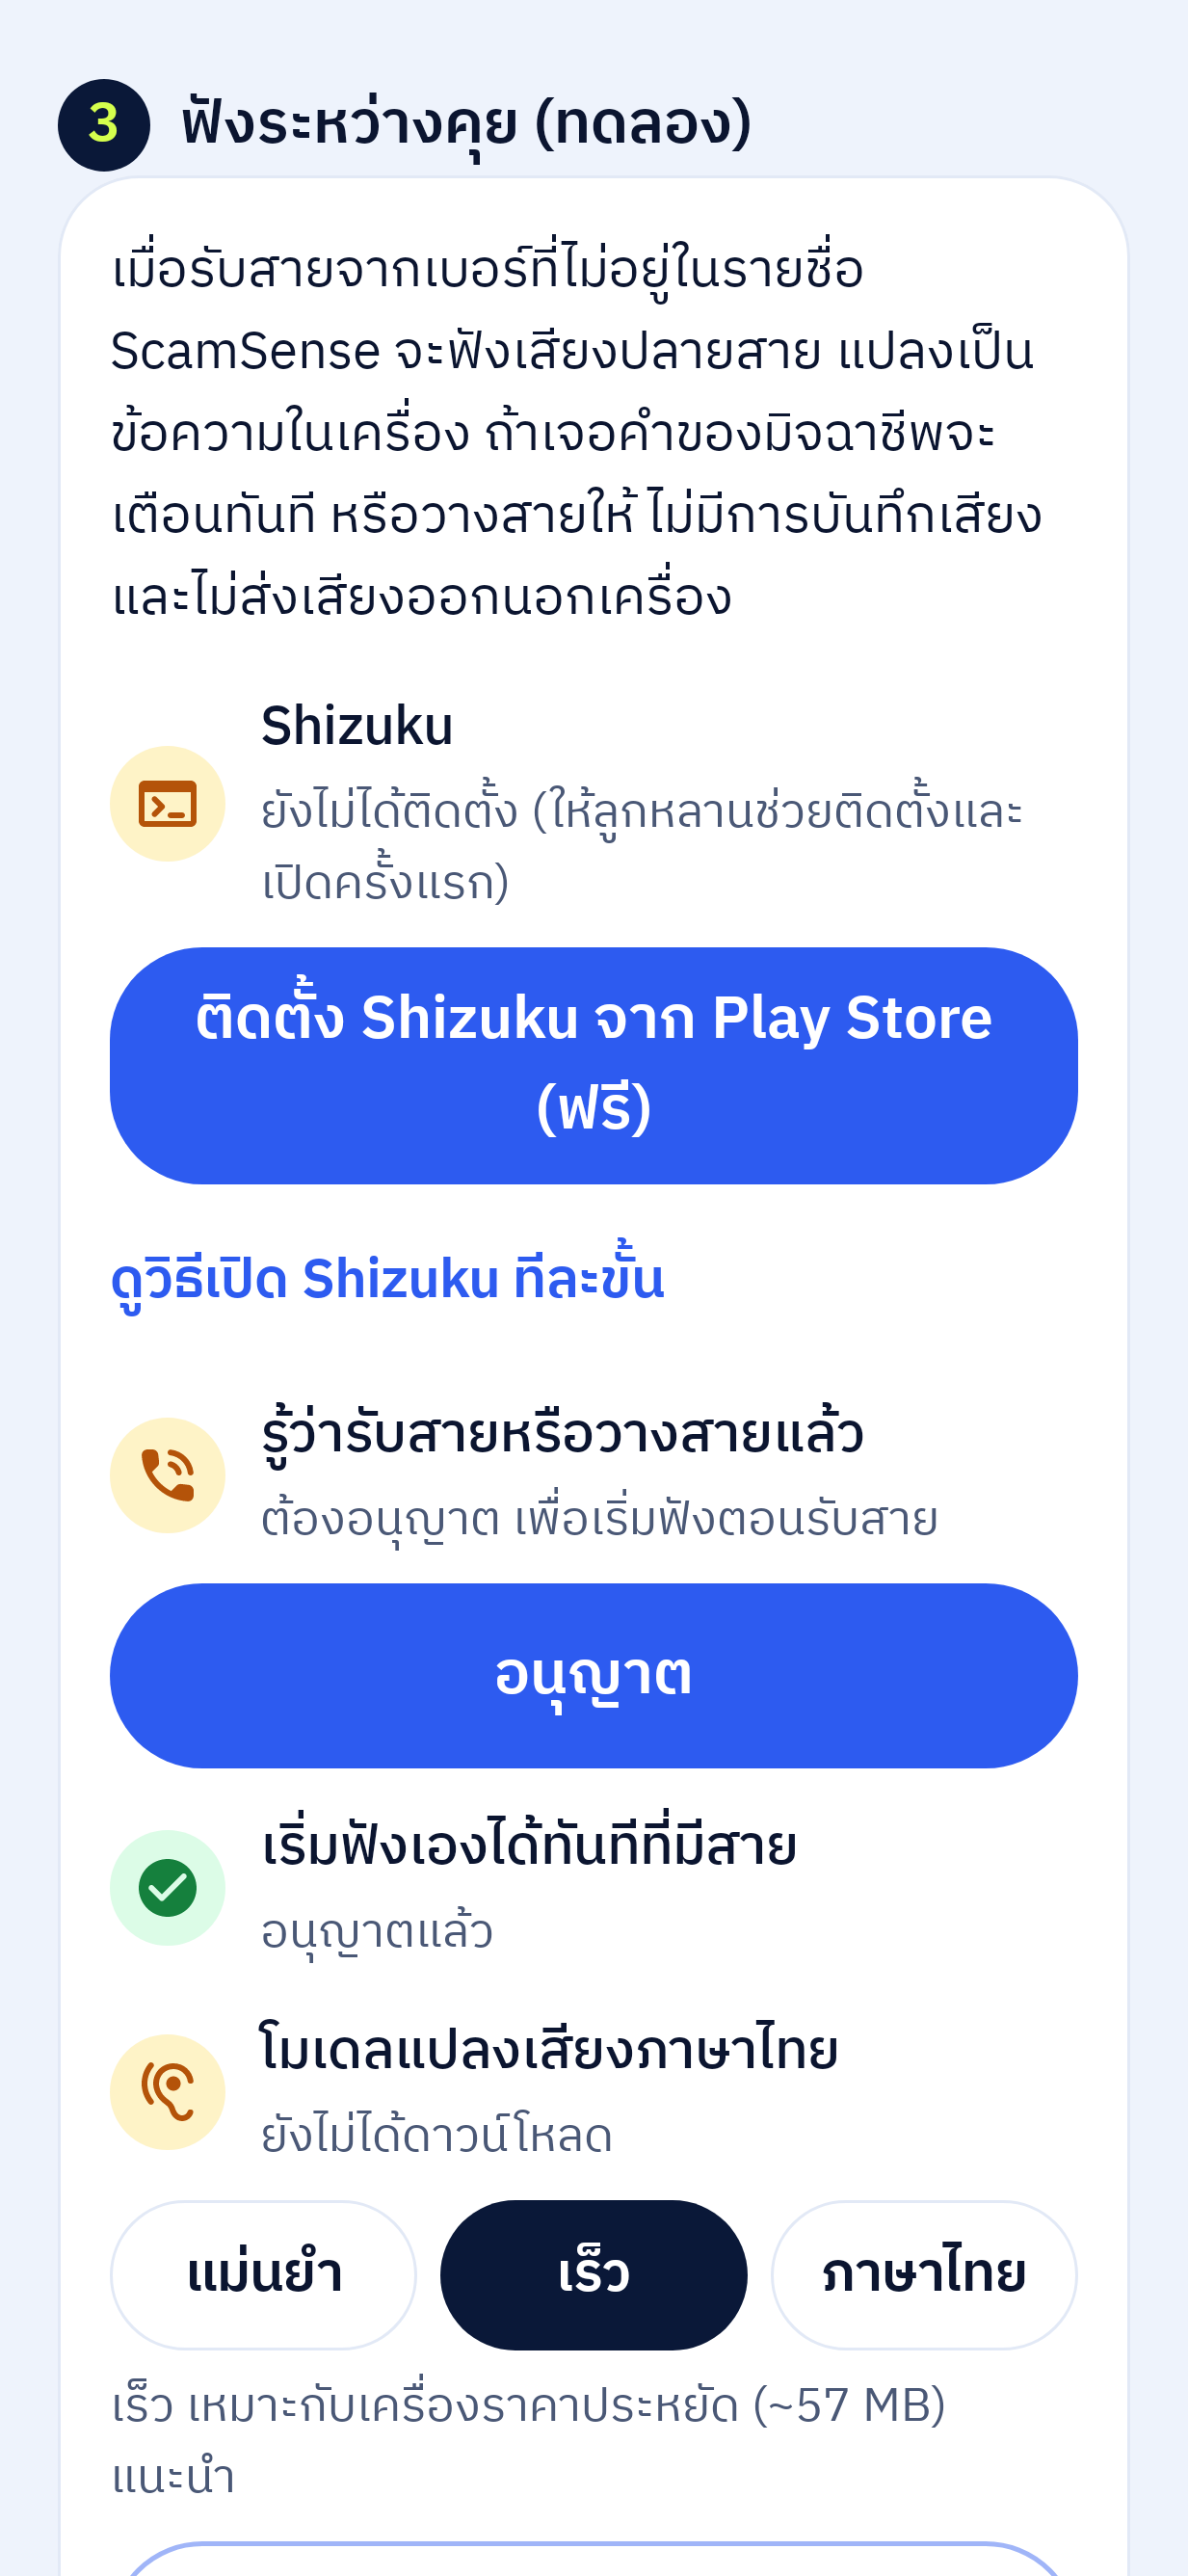 3 ฟังระหว่างคุย (ทดลอง)
เมื่อรับสายจากเบอร์ที่ไม่อยู่ในรายชื่อ
ScamSense จะฟังเสียงปลายสาย แปลงเป็น
ข้อความในเครื่อง ถ้าเจอคำของมิจฉาชีพจะ
เตือนทันที หรือวางสายให้ ไม่มีการบันทึกเสียง
และไม่ส่งเสียงออกนอกเครื่อง
Shizuku
ยังไม่ได้ติดตั้ง (ให้ลูกหลานช่วยติดตั้งและ
เปิดครั้งแรก)
ติดตั้ง Shizuku จาก Play Store
(ฟรี)
ดูวิธีเปิด Shizuku ทีละขั้น
รู้ว่ารับสายหรือวางสายแล้ว
ต้องอนุญาต เพื่อเริ่มฟังตอนรับสาย
อนุญาต
เริ่มฟังเองได้ทันทีที่มีสาย
อนุญาตแล้ว
โมเดลแปลงเสียงภาษาไทย
ยังไม่ได้ดาวน์โหลด
แม่นยำ เร็ว ภาษาไทย
เร็ว เหมาะกับเครื่องราคาประหยัด (~57 MB)
แนะนำ